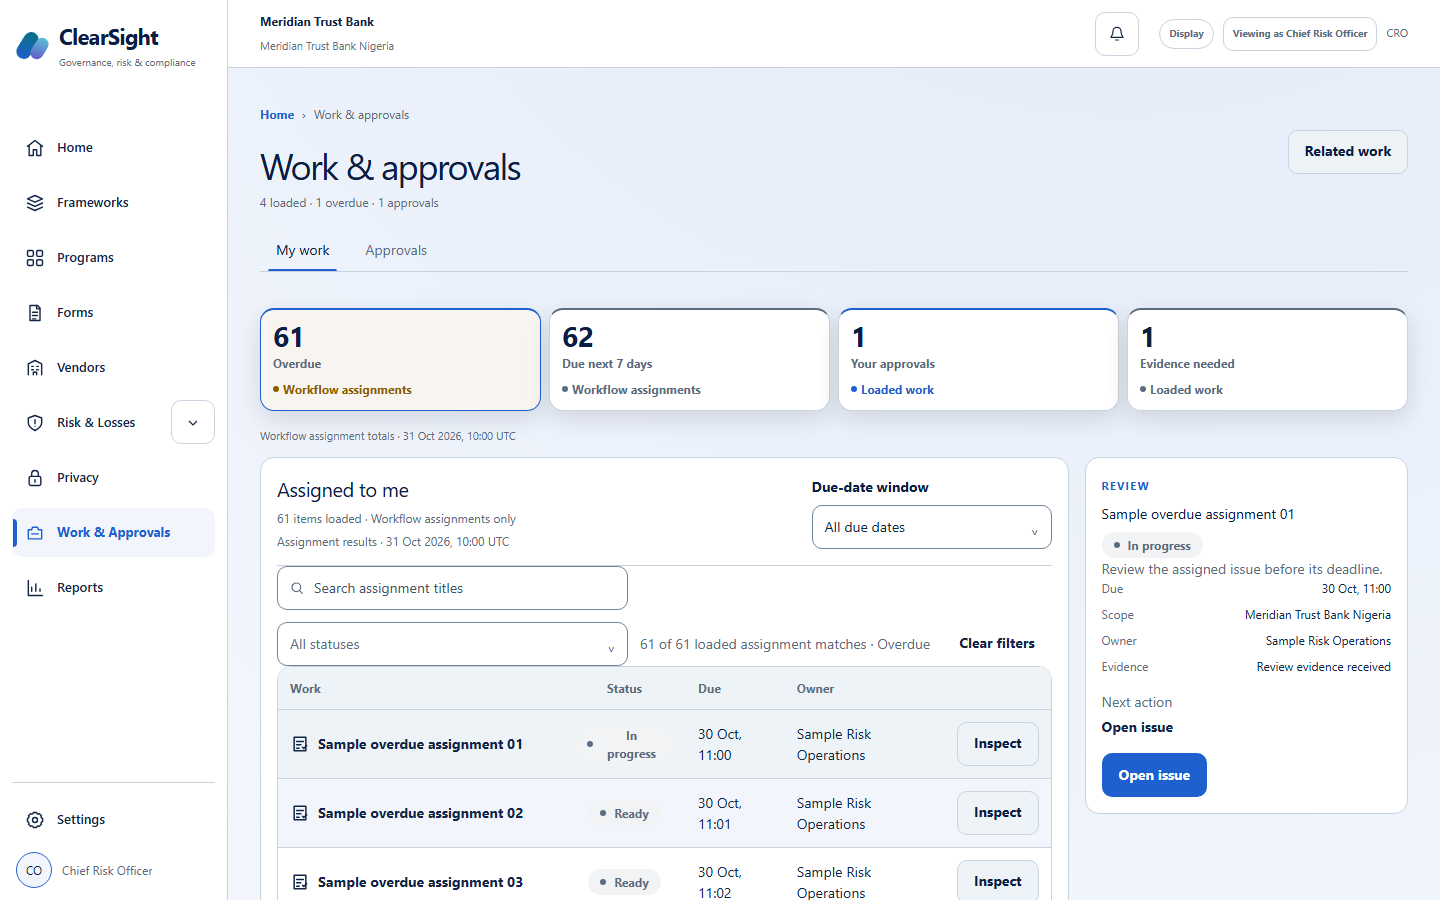 ClearSight
Governance, risk & compliance
Home
Frameworks
Programs
Forms
Vendors
Risk & Losses
Privacy
Work & Approvals
Reports
Settings
CO
Chief Risk Officer
Meridian Trust Bank
Meridian Trust Bank Nigeria
Display
Viewing as Chief Risk Officer
CRO
Home › Work & approvals
Work & approvals
4 loaded · 1 overdue · 1 approvals
Related work
My work
Approvals
61
Overdue
Workflow assignments
62
Due next 7 days
Workflow assignments
1
Your approvals
Loaded work
1
Evidence needed
Loaded work
Workflow assignment totals · 31 Oct 2026, 10:00 UTC
Assigned to me
61 items loaded · Workflow assignments only
Assignment results · 31 Oct 2026, 10:00 UTC
Due-date window
All due dates
Search assignment titles
All statuses
61 of 61 loaded assignment matches · Overdue
Clear filters
Work Status Due Owner
Sample overdue assignment 01
In
progress
30 Oct,
11:00
Sample Risk
Operations
Inspect
Sample overdue assignment 02
Ready
30 Oct,
11:01
Sample Risk
Operations
Inspect
Sample overdue assignment 03
Ready
30 Oct,
11:02
Sample Risk
Operations
Inspect
REVIEW
Sample overdue assignment 01
In progress
Review the assigned issue before its deadline.
Due 30 Oct, 11:00
Scope Meridian Trust Bank Nigeria
Owner Sample Risk Operations
Evidence Review evidence received
Next action
Open issue
Open issue